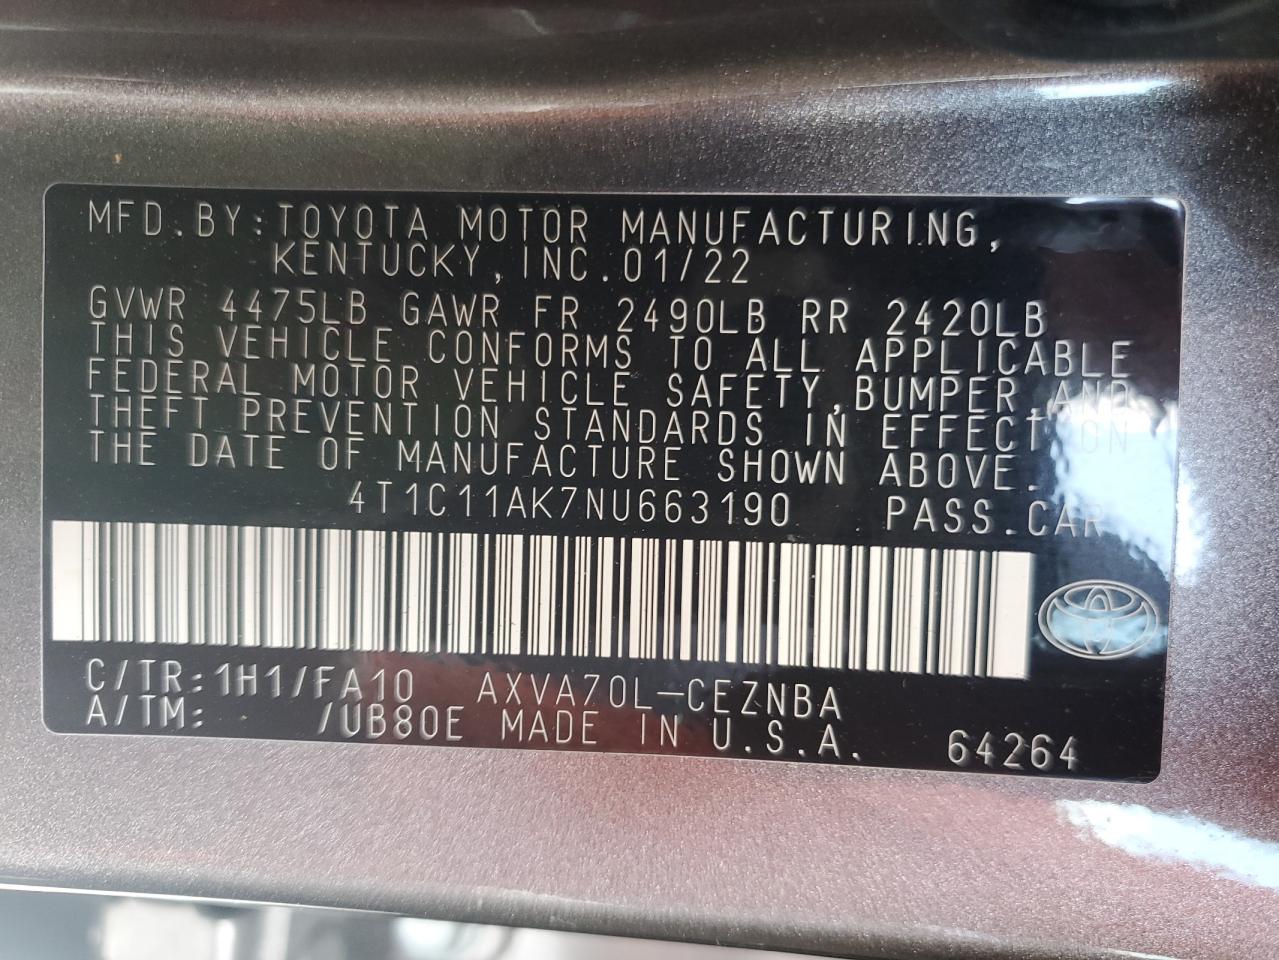 MFD.BY:TOYOTA MOTOR MANUFACTURING,
KENTUCKY,INC.01/22
GVWR 4475LB GAWR FR 2490LB RR 2420LB
THIS VEHICLE CONFORMS TO ALL APPLICABLE
FEDERAL MOTOR VEHICLE SAFETY,BUMPER,AND
THEFT PREVENTION STANDARDS IN EFFECT ON
THE DATE OF MANUFACTURE SHOWN ABOVE.
4T1C11AK7NU663190 PASS.CAR
C/TR:1H1/FA10 AXVA70L-CEZNBA
A/TM: /UB80E MADE IN U.S.A. 64264